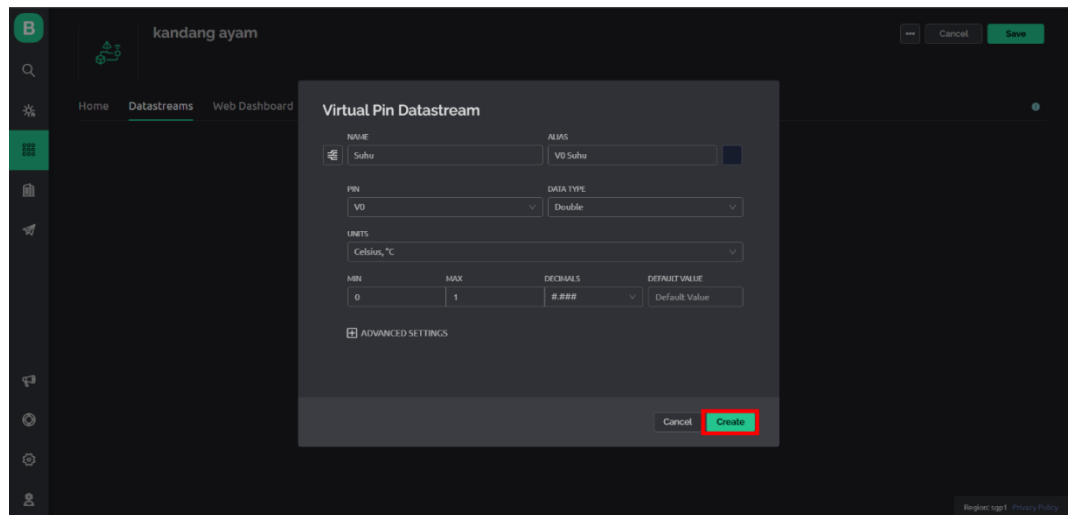 B
kandang ayam
Cancel
Save
Home Datastreams Web Dashboard
Virtual Pin Datastream
NAME ALIAS
Suhu V0 Suhu
PIN DATA TYPE
V0 Double
UNITS
Celsius, °C
MIN MAX DECIMALS DEFAULT VALUE
0 1 #.### Default Value
ADVANCED SETTINGS
Cancel Create
Region: sgp1 Privacy Policy